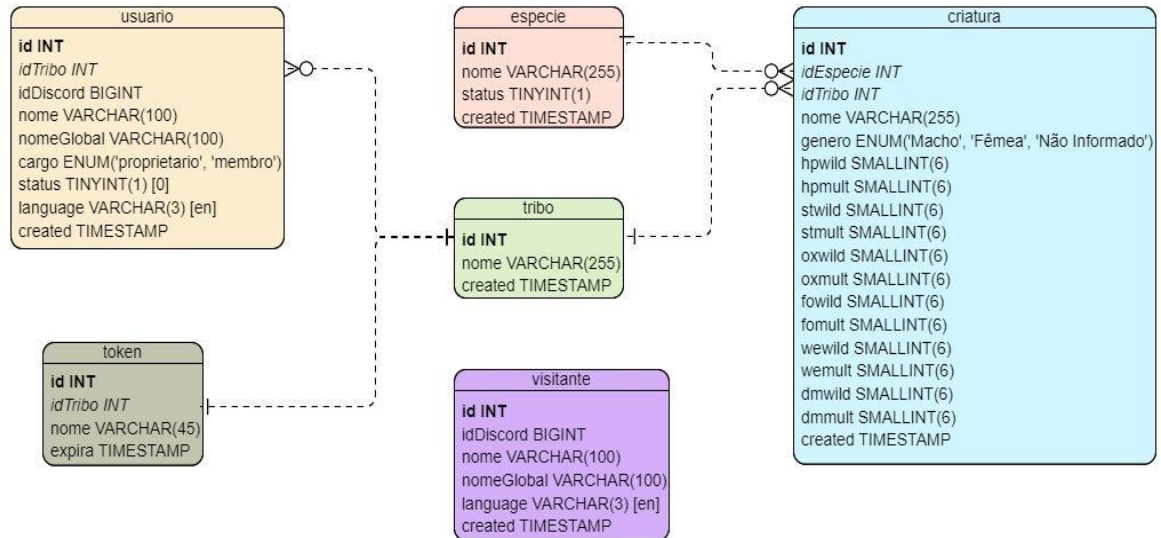 usuario
id INT
idTribo INT
idDiscord BIGINT
nome VARCHAR(100)
nomeGlobal VARCHAR(100)
cargo ENUM('proprietario', 'membro')
status TINYINT(1) [0]
language VARCHAR(3) [en]
created TIMESTAMP
especie
id INT
nome VARCHAR(255)
status TINYINT(1)
created TIMESTAMP
criatura
id INT
idEspecie INT
idTribo INT
nome VARCHAR(255)
genero ENUM('Macho', 'Fêmea', 'Não Informado')
hpwild SMALLINT(6)
hpmult SMALLINT(6)
stwild SMALLINT(6)
stmult SMALLINT(6)
oxwild SMALLINT(6)
oxmult SMALLINT(6)
fowild SMALLINT(6)
fomult SMALLINT(6)
wewild SMALLINT(6)
wemult SMALLINT(6)
dmwild SMALLINT(6)
dmmult SMALLINT(6)
created TIMESTAMP
tribo
id INT
nome VARCHAR(255)
created TIMESTAMP
token
id INT
idTribo INT
nome VARCHAR(45)
expira TIMESTAMP
visitante
id INT
idDiscord BIGINT
nome VARCHAR(100)
nomeGlobal VARCHAR(100)
language VARCHAR(3) [en]
created TIMESTAMP